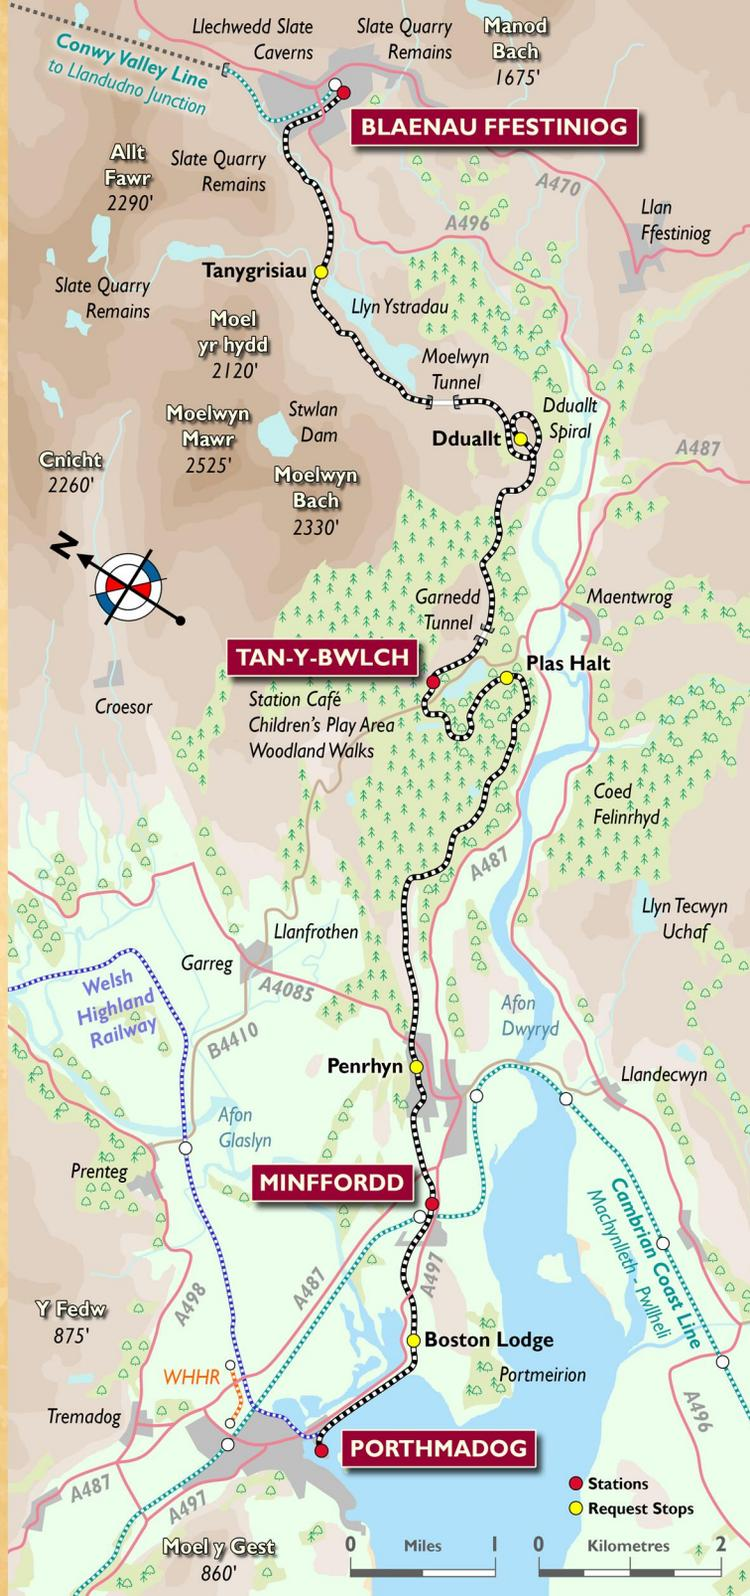 Llechwedd Slate
Caverns
Slate Quarry
Remains
Manod
Bach
1675'
Conwy Valley Line
to Llandudno Junction
BLAENAU FFESTINIOG
Allt
Fawr
2290'
Slate Quarry
Remains
A470
A496
Llan
Ffestiniog
Tanygrisiau
Slate Quarry
Remains
Llyn Ystradau
Moel
yr hydd
2120'
Moelwyn
Tunnel
Moelwyn
Mawr
2525'
Stwlan
Dam
Dduallt
Dduallt
Spiral
Cnicht
2260'
Moelwyn
Bach
2330'
A487
N
Garnedd
Tunnel
Maentwrog
TAN-Y-BWLCH
Plas Halt
Station Café
Children's Play Area
Woodland Walks
Croesor
Coed
Felinrhyd
A487
Llyn Tecwyn
Uchaf
Llanfrothen
Garreg
A4085
Welsh
Highland
Railway
B4410
Afon
Dwyryd
Penrhyn
Llandecwyn
Afon
Glaslyn
Prenteg
MINFFORDD
Cambrian Coast Line
Machynlleth - Pwllheli
A498
A487
A497
Y Fedw
875'
Boston Lodge
WHHR
Portmeirion
Tremadog
A496
PORTHMADOG
A487
A497
Stations
Request Stops
Moel y Gest
860'
0 Miles 1
0 Kilometres 2